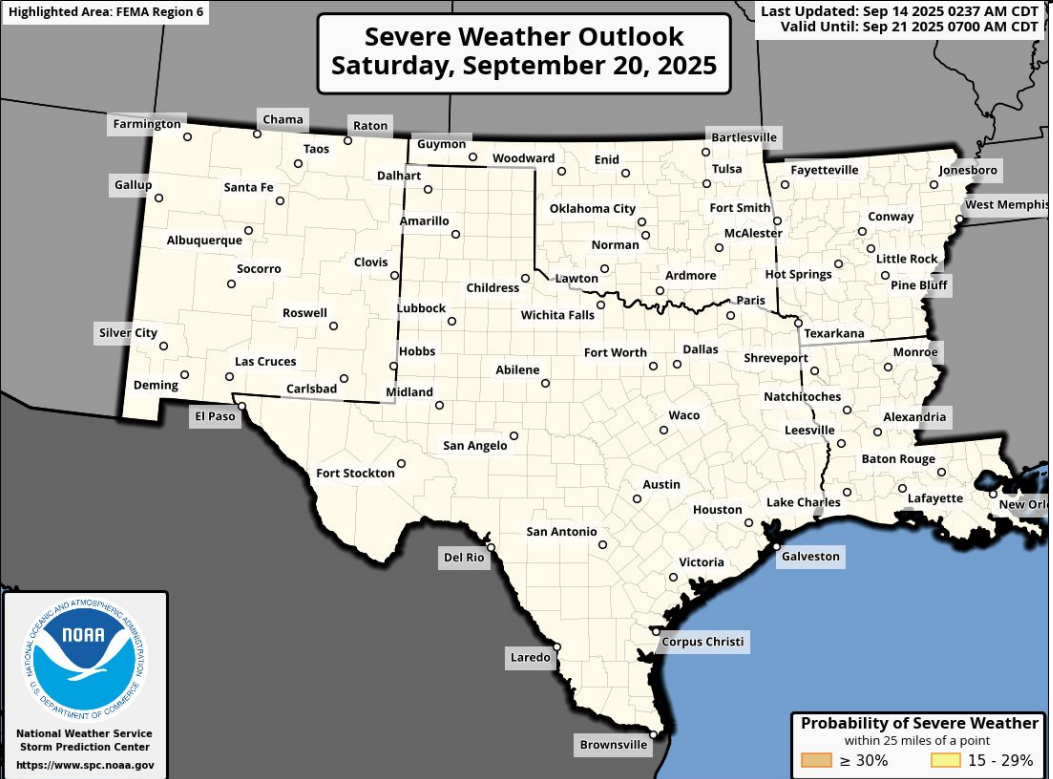 Highlighted Area: FEMA Region 6
Severe Weather Outlook
Saturday, September 20, 2025
Last Updated: Sep 14 2025 0237 AM CDT
Valid Until: Sep 21 2025 0700 AM CDT
Farmington
Chama
Raton
Taos
Guymon
Woodward
Enid
Bartlesville
Tulsa
Fayetteville
Jonesboro
Gallup
Santa Fe
Dalhart
Oklahoma City
Fort Smith
West Memphis
Albuquerque
Amarillo
Norman
McAlester
Conway
Socorro
Clovis
Childress
Lawton
Ardmore
Hot Springs
Little Rock
Pine Bluff
Roswell
Lubbock
Wichita Falls
Paris
Texarkana
Silver City
Las Cruces
Hobbs
Fort Worth
Dallas
Shreveport
Monroe
Deming
Carlsbad
Midland
Abilene
Natchitoches
El Paso
San Angelo
Waco
Leesville
Alexandria
Fort Stockton
Austin
Baton Rouge
Houston
Lake Charles
Lafayette
New Orl
Del Rio
San Antonio
Galveston
Victoria
Laredo
Corpus Christi
Brownsville
NATIONAL OCEANIC AND ATMOSPHERIC ADMINISTRATION
NOAA
U.S. DEPARTMENT OF COMMERCE
National Weather Service
Storm Prediction Center
https://www.spc.noaa.gov
Probability of Severe Weather
within 25 miles of a point
≥ 30%
15 - 29%